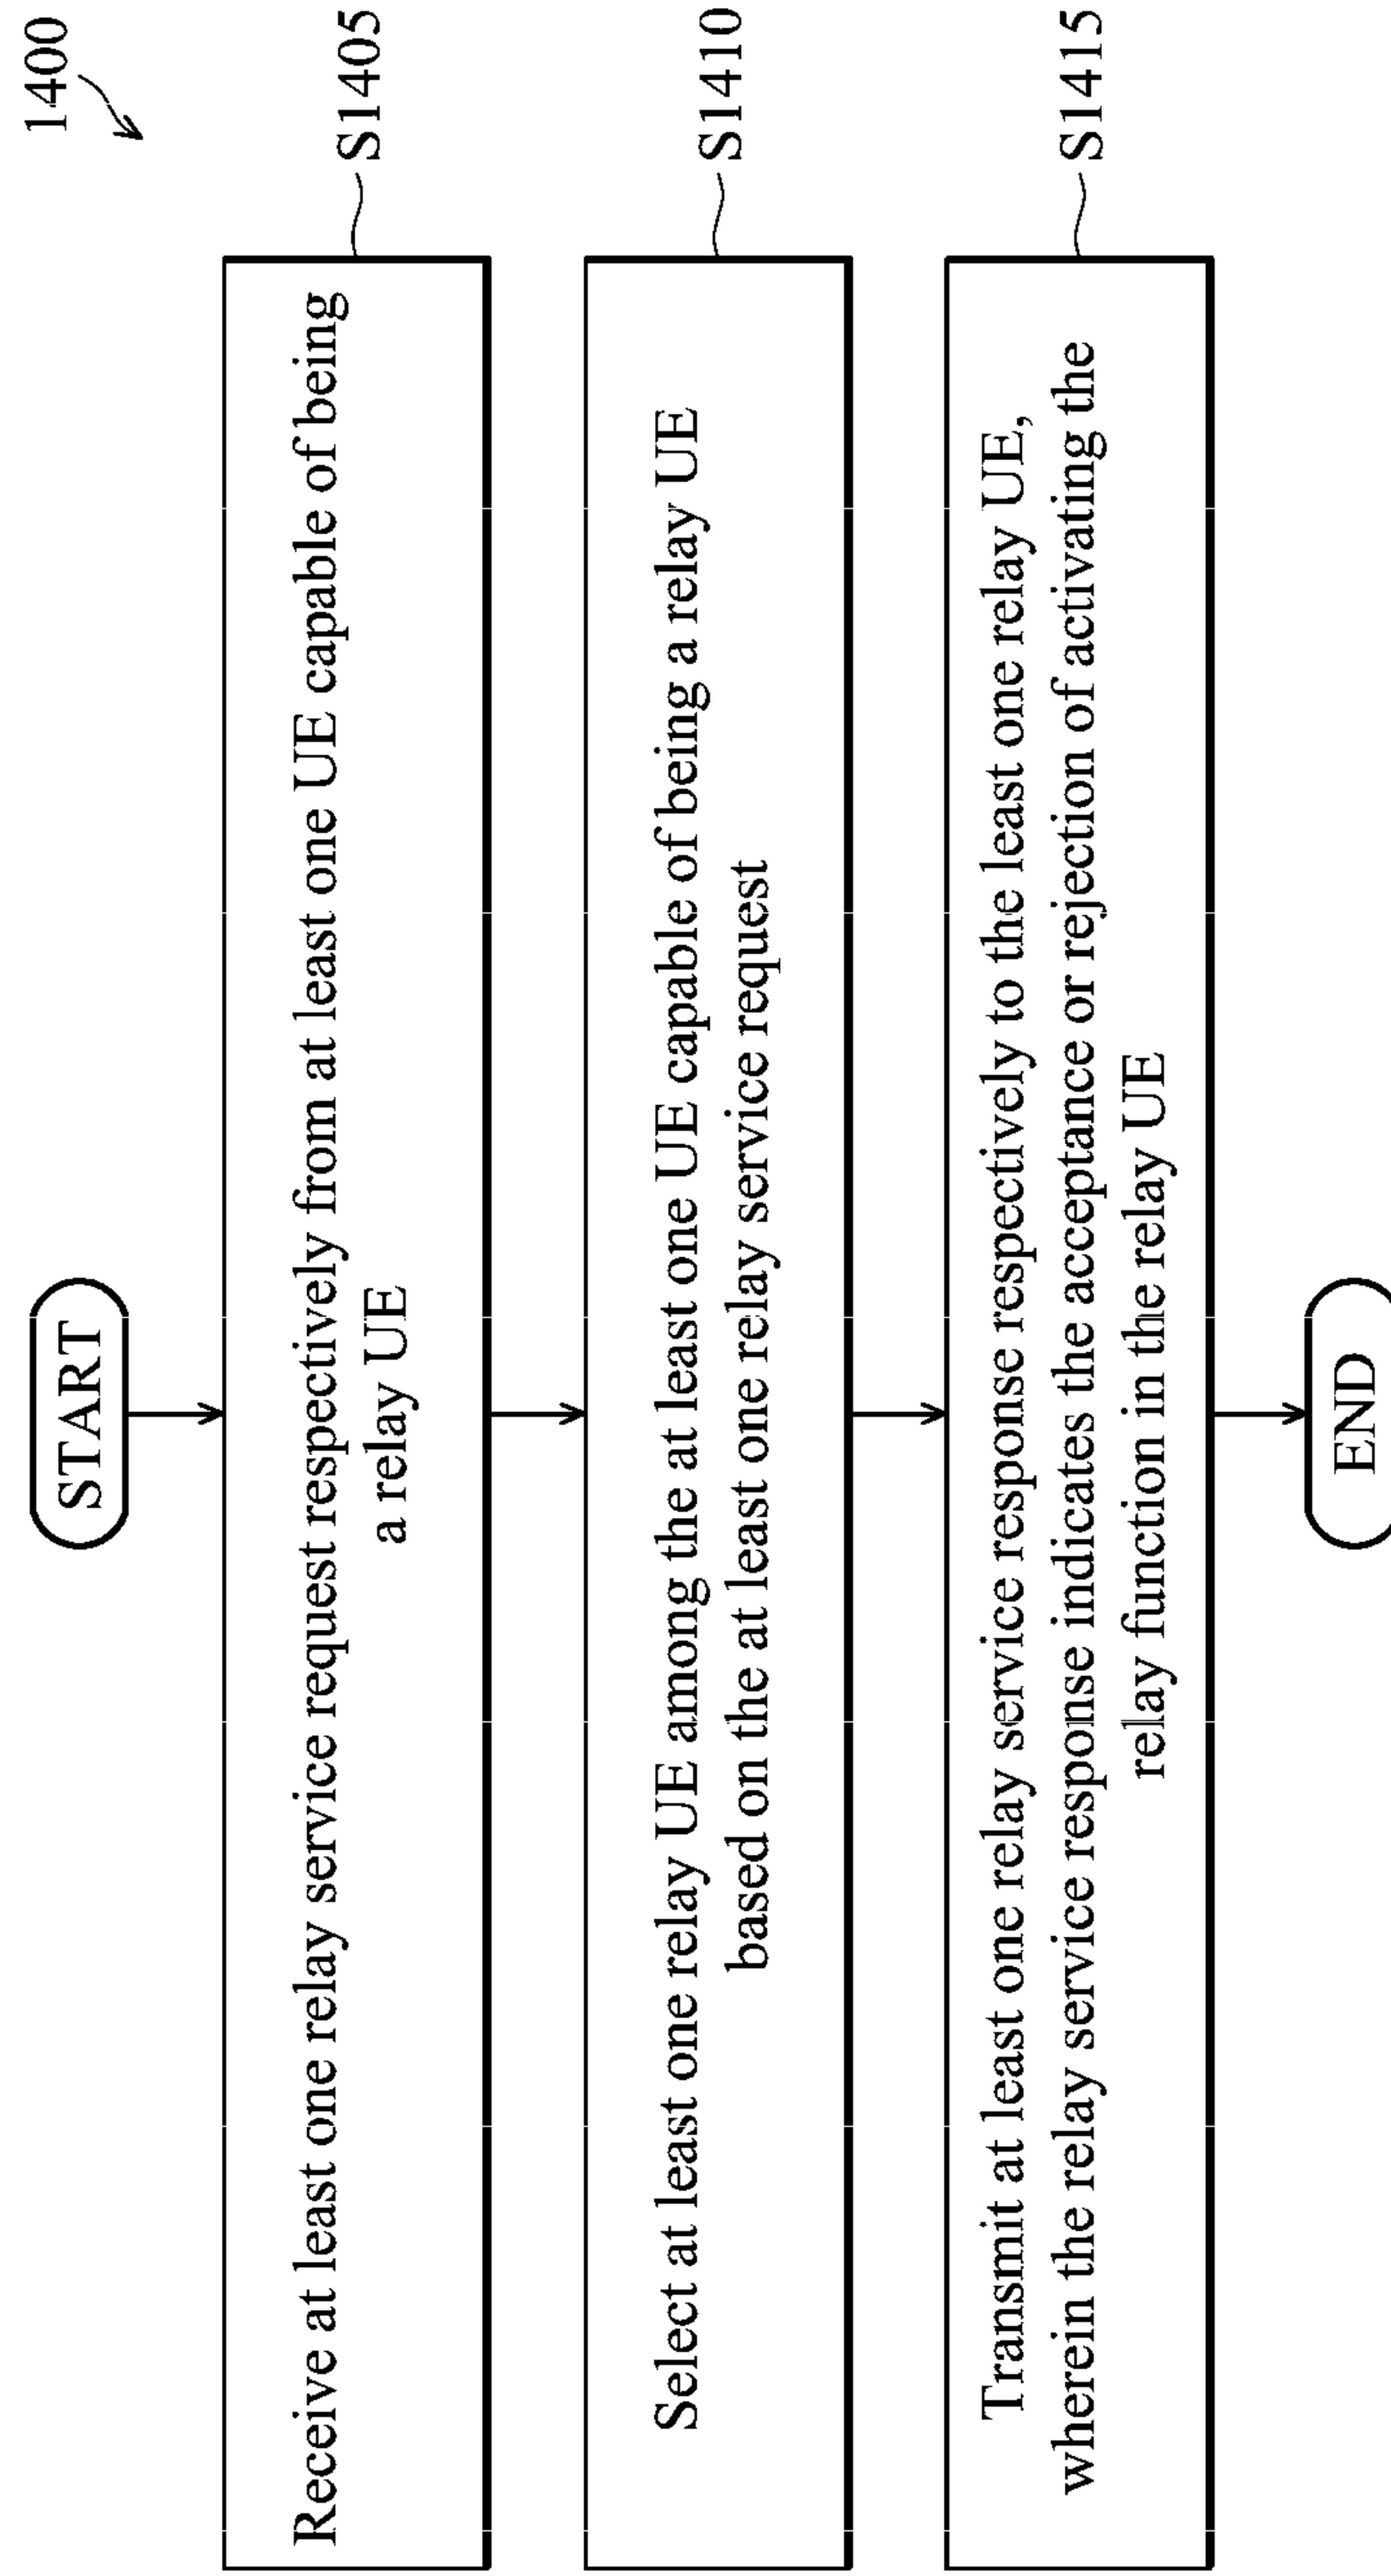 1400
START
Receive at least one relay service request respectively from at least one UE capable of being
a relay UE
S1405
Select at least one relay UE among the at least one UE capable of being a relay UE
based on the at least one relay service request
S1410
Transmit at least one relay service response respectively to the least one relay UE,
wherein the relay service response indicates the acceptance or rejection of activating the
relay function in the relay UE
S1415
END